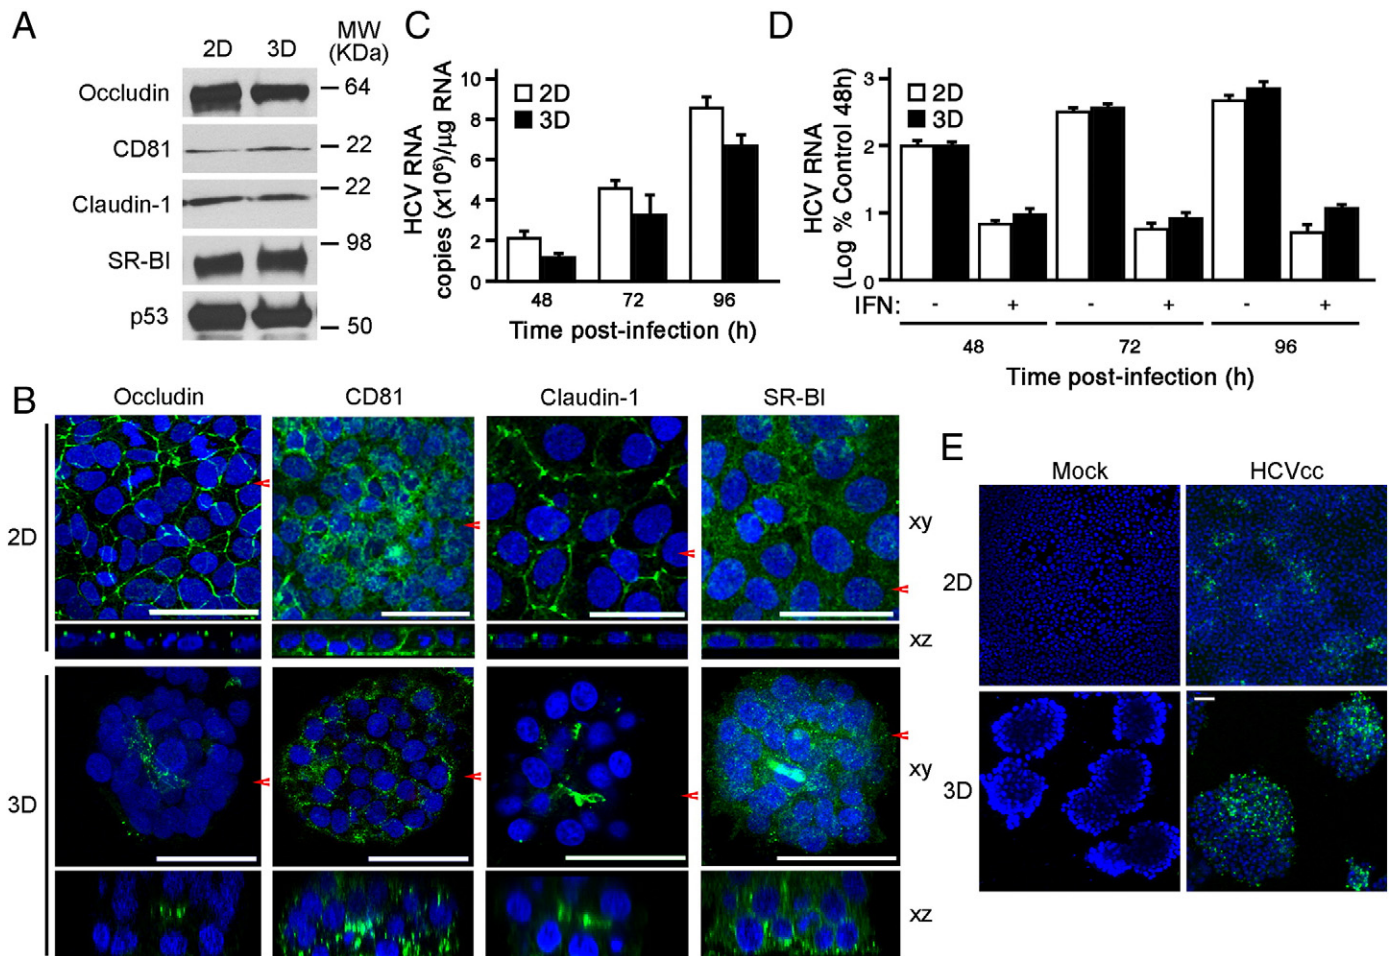 A
2D 3D MW (KDa)
Occludin 64
CD81 22
Claudin-1 22
SR-BI 98
p53 50
C
HCV RNA
copies (x10⁶)/µg RNA
10
8
6
4
2
0
2D
3D
48 72 96
Time post-infection (h)
D
HCV RNA
(Log % Control 48h)
3
2
1
0
2D
3D
IFN: - + - + - +
48 72 96
Time post-infection (h)
B
Occludin CD81 Claudin-1 SR-BI
2D
xy
xz
3D
xy
xz
E
Mock HCVcc
2D
3D